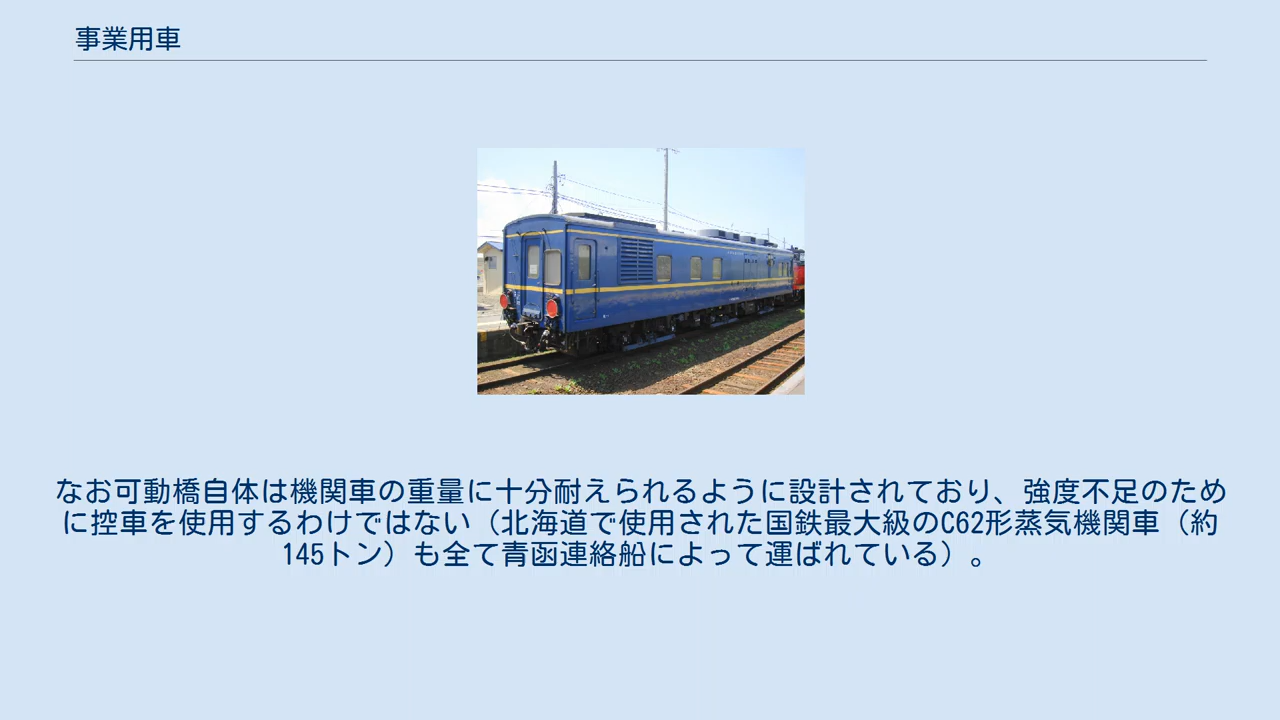 事業用車
なお可動橋自体は機関車の重量に十分耐えられるように設計されており、強度不足のため
に控車を使用するわけではない（北海道で使用された国鉄最大級のC62形蒸気機関車（約
145トン）も全て青函連絡船によって運ばれている）。